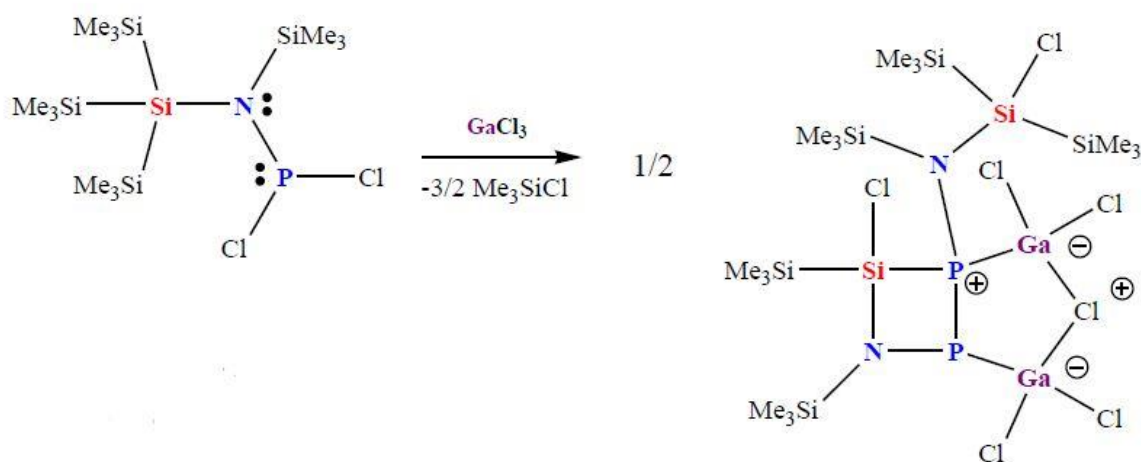 Me₃Si
SiMe₃
Me₃Si
Si
N
Me₃Si
P
Cl
Cl
GaCl₃
-3/2 Me₃SiCl
1/2
Cl
Me₃Si
Si
Me₃Si
SiMe₃
N
Cl
Cl
Cl
Ga
⊖
Me₃Si
Si
P
⊕
Cl
⊕
N
P
Ga
⊖
Me₃Si
Cl
Cl